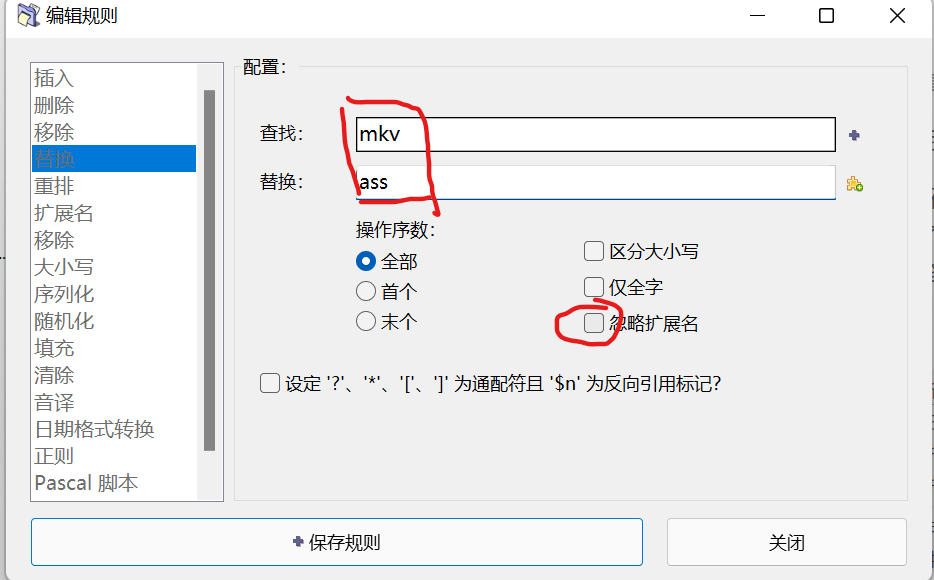 编辑规则
插入
删除
移除
替换
重排
扩展名
移除
大小写
序列化
随机化
填充
清除
音译
日期格式转换
正则
Pascal 脚本
配置：
查找： mkv
替换： ass
操作序数：
全部
首个
末个
区分大小写
仅全字
忽略扩展名
设定 '?'、'*'、'['、']' 为通配符且 '$n' 为反向引用标记？
保存规则
关闭